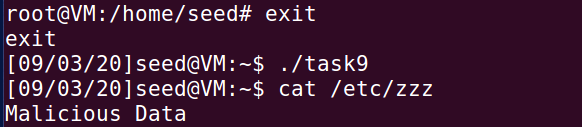 root@VM:/home/seed# exit
exit
[09/03/20]seed@VM:~$ ./task9
[09/03/20]seed@VM:~$ cat /etc/zzz
Malicious Data